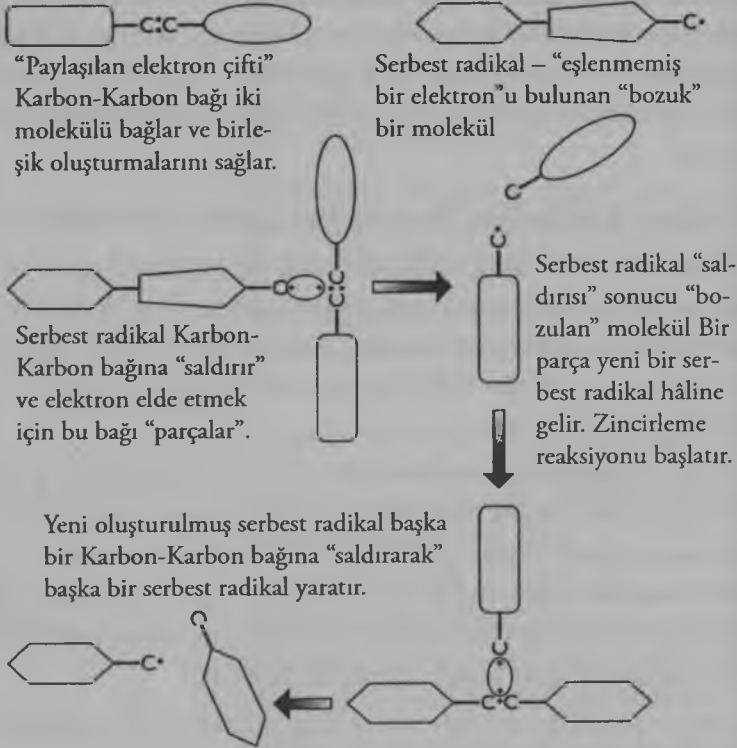 C:C
"Paylaşılan elektron çifti"
Karbon-Karbon bağı iki
molekülü bağlar ve birle-
şik oluşturmalarını sağlar.
C•
Serbest radikal – "eşlenmemiş
bir elektron"u bulunan "bozuk"
bir molekül
C
C
C
C
Serbest radikal Karbon-
Karbon bağına "saldırır"
ve elektron elde etmek
için bu bağı "parçalar".
Serbest radikal "sal-
dırısı" sonucu "bo-
zulan" molekül Bir
parça yeni bir ser-
best radikal hâline
gelir. Zincirleme
reaksiyonu başlatır.
Yeni oluşturulmuş serbest radikal başka
bir Karbon-Karbon bağına "saldırarak"
başka bir serbest radikal yaratır.
C•
C
C
C•C